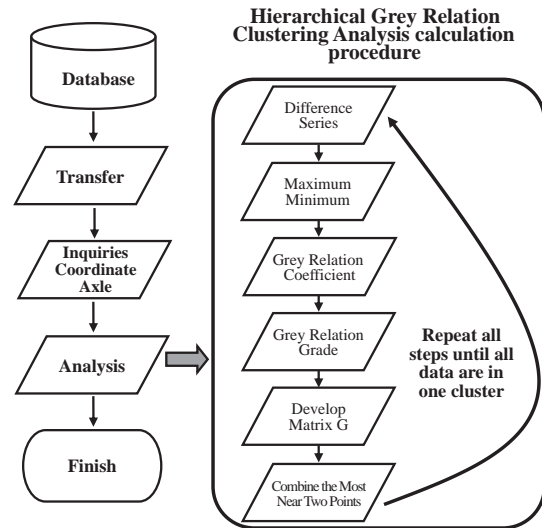 Hierarchical Grey Relation
Clustering Analysis calculation
procedure
Database
Transfer
Inquiries
Coordinate
Axle
Analysis
Finish
Difference
Series
Maximum
Minimum
Grey Relation
Coefficient
Grey Relation
Grade
Develop
Matrix G
Combine the Most
Near Two Points
Repeat all
steps until all
data are in
one cluster